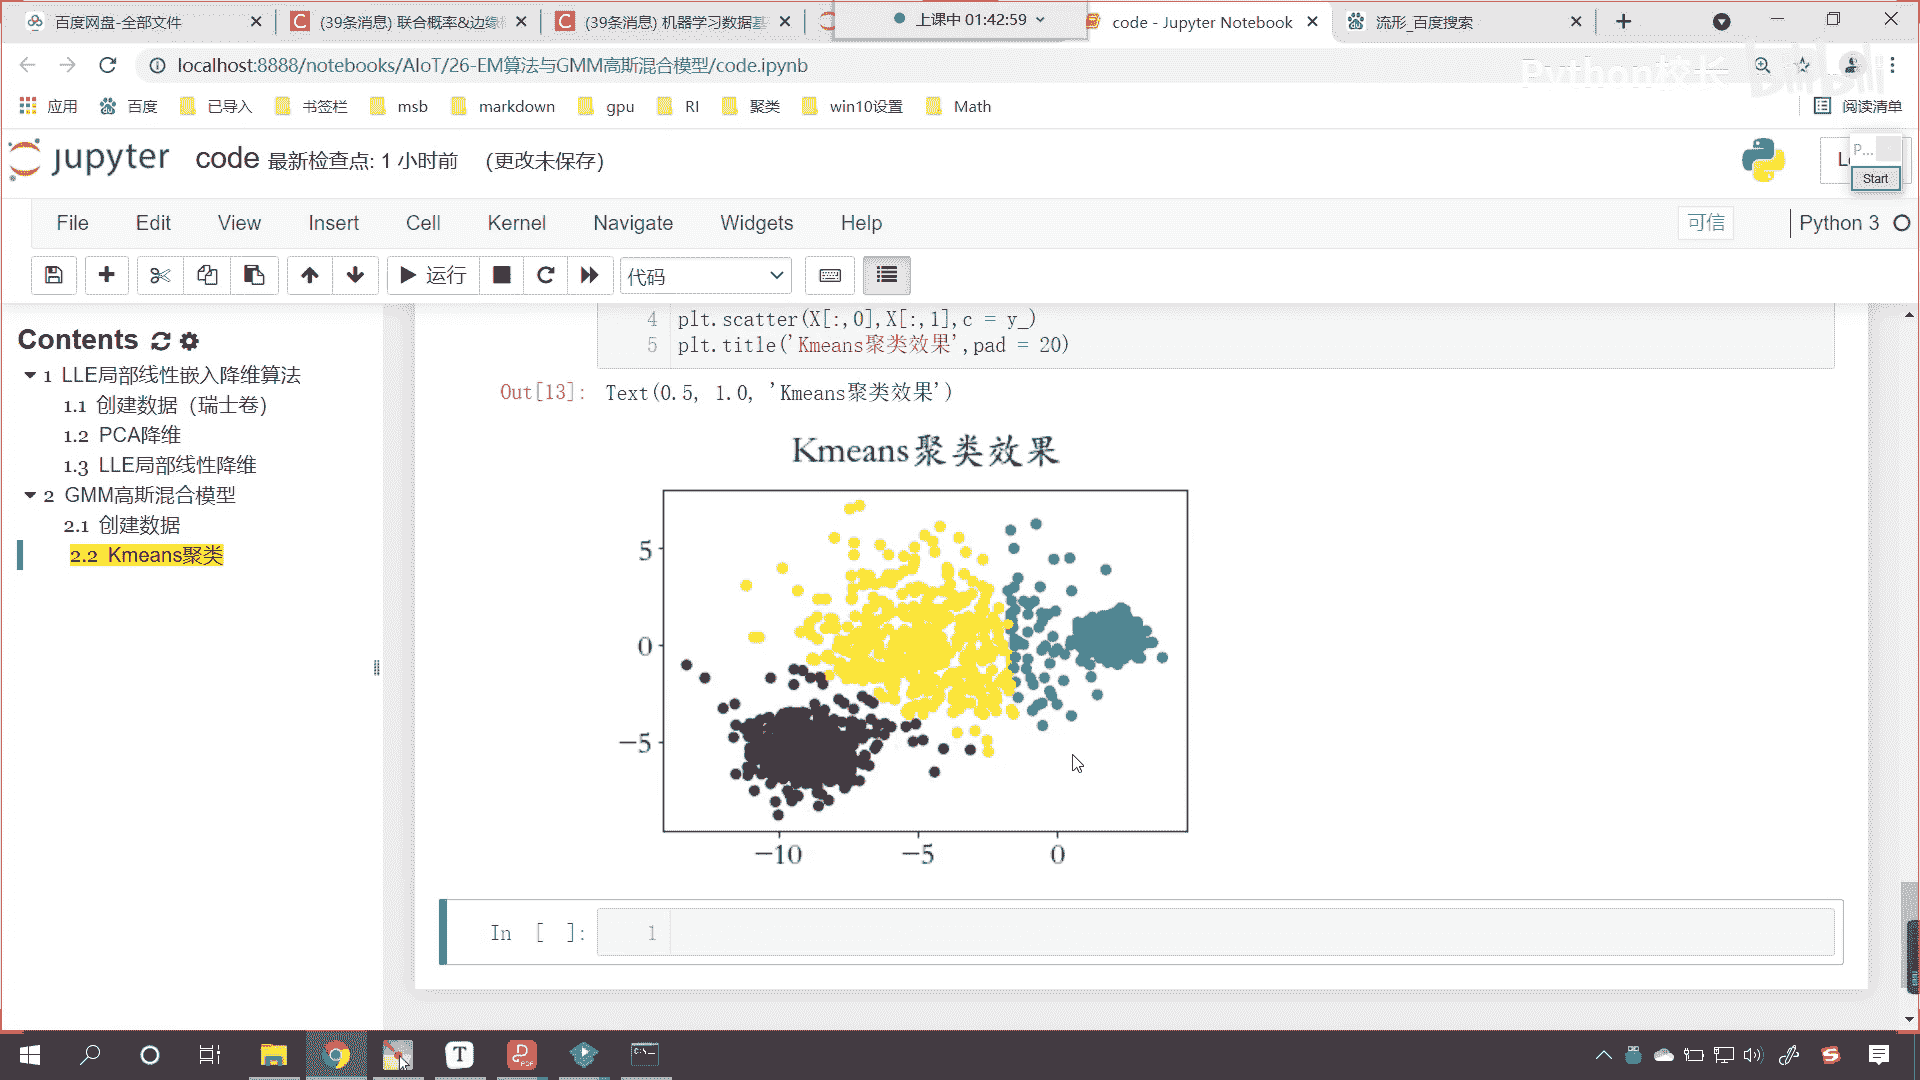 百度网盘-全部文件
(39条消息) 联合概率&边缘
(39条消息) 机器学习数据基
上课中 01:42:59
code - Jupyter Notebook
流形_百度搜索
localhost:8888/notebooks/AIoT/26-EM算法与GMM高斯混合模型/code.ipynb
Python校长
bilibili
应用
百度
已导入
书签栏
msb
markdown
gpu
RI
聚类
win10设置
Math
阅读清单
jupyter
code 最新检查点: 1 小时前 (更改未保存)
P...
Start
File
Edit
View
Insert
Cell
Kernel
Navigate
Widgets
Help
可信
Python 3
运行
代码
Contents
1 LLE局部线性嵌入降维算法
1.1 创建数据（瑞士卷）
1.2 PCA降维
1.3 LLE局部线性降维
2 GMM高斯混合模型
2.1 创建数据
2.2 Kmeans聚类
4 plt.scatter(X[:,0],X[:,1],c = y_)
5 plt.title('Kmeans聚类效果',pad = 20)
Out[13]: Text(0.5, 1.0, 'Kmeans聚类效果')
Kmeans聚类效果
5
0
−5
−10
−5
0
In [ ]:
1